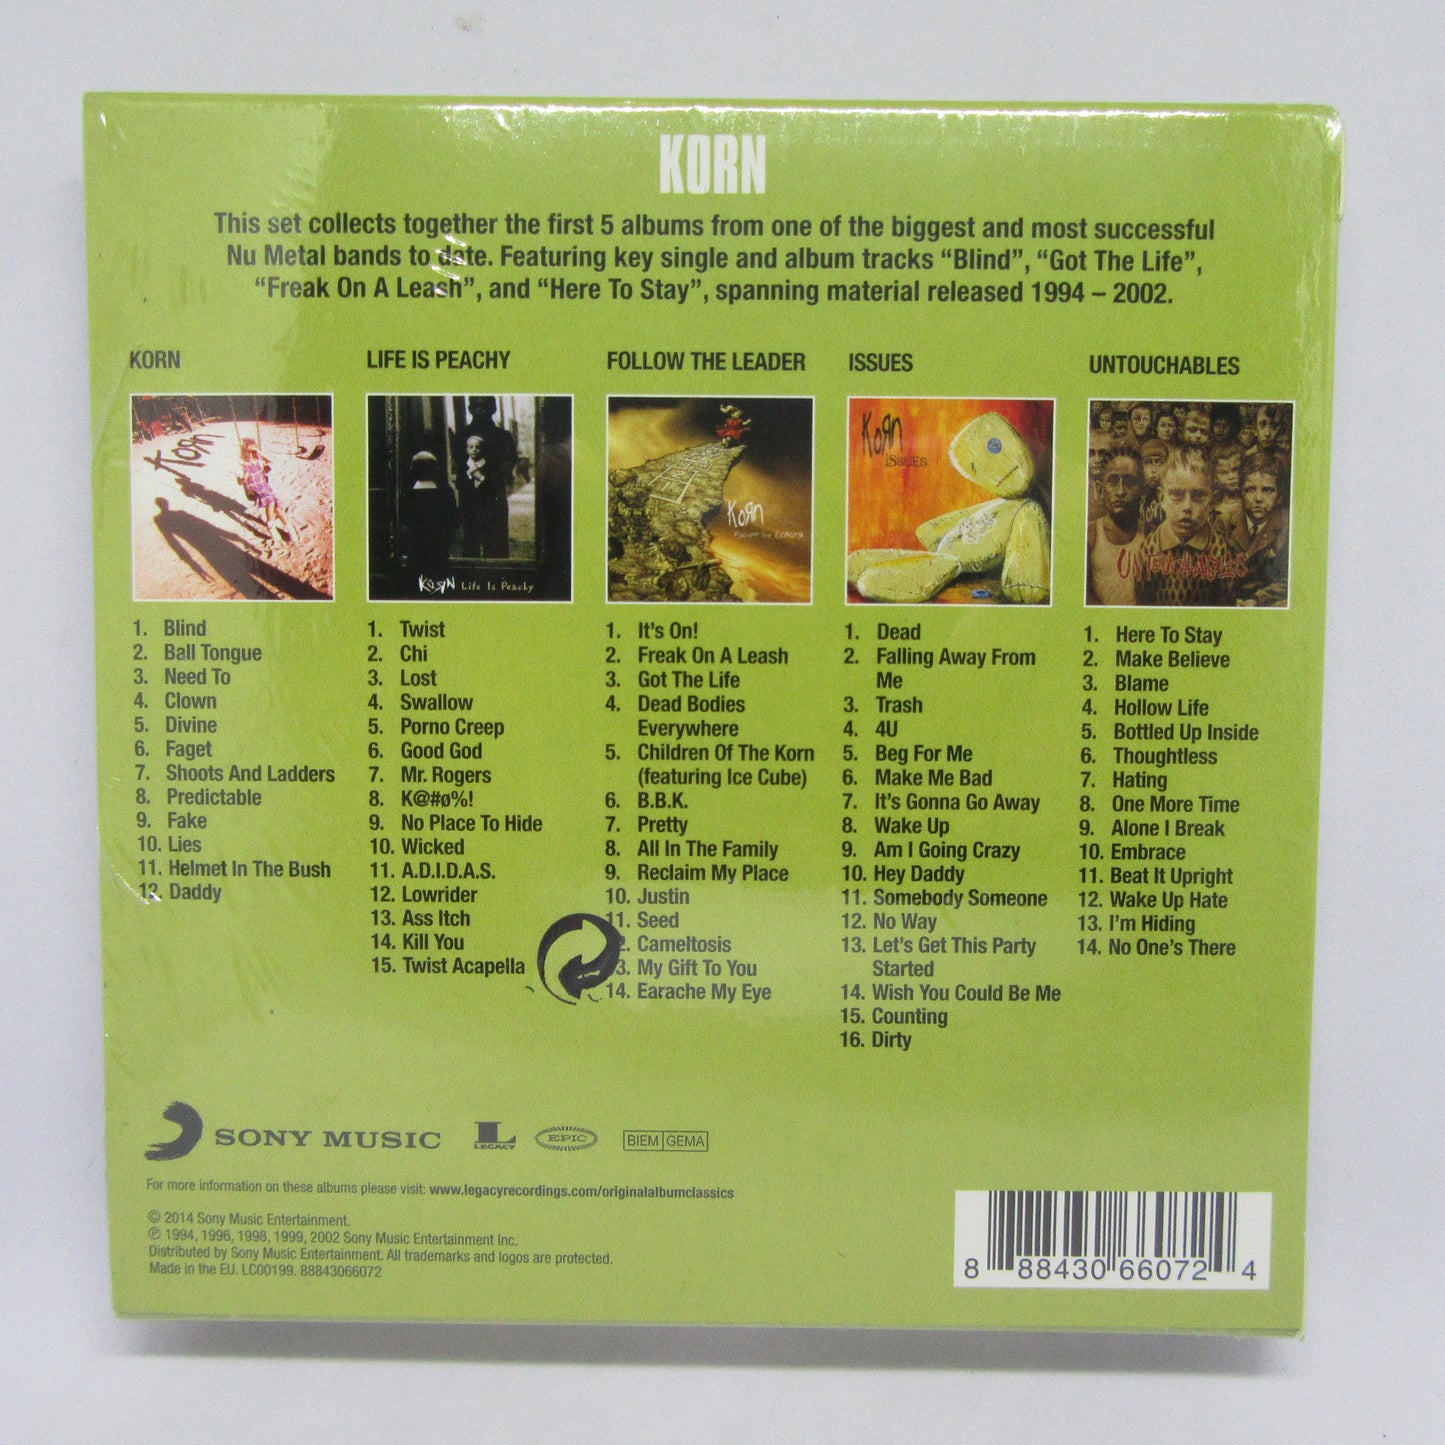 KORN
This set collects together the first 5 albums from one of the biggest and most successful
Nu Metal bands to date. Featuring key single and album tracks “Blind”, “Got The Life”,
“Freak On A Leash”, and “Here To Stay”, spanning material released 1994 – 2002.
KORN
KoЯn
1. Blind
2. Ball Tongue
3. Need To
4. Clown
5. Divine
6. Faget
7. Shoots And Ladders
8. Predictable
9. Fake
10. Lies
11. Helmet In The Bush
12. Daddy
LIFE IS PEACHY
KoЯN Life Is Peachy
1. Twist
2. Chi
3. Lost
4. Swallow
5. Porno Creep
6. Good God
7. Mr. Rogers
8. K@#ø%!
9. No Place To Hide
10. Wicked
11. A.D.I.D.A.S.
12. Lowrider
13. Ass Itch
14. Kill You
15. Twist Acapella
FOLLOW THE LEADER
KoЯn
Follow The Leader
1. It's On!
2. Freak On A Leash
3. Got The Life
4. Dead Bodies
Everywhere
5. Children Of The Korn
(featuring Ice Cube)
6. B.B.K.
7. Pretty
8. All In The Family
9. Reclaim My Place
10. Justin
11. Seed
2. Cameltosis
3. My Gift To You
14. Earache My Eye
ISSUES
KoЯn
issues
1. Dead
2. Falling Away From
Me
3. Trash
4. 4U
5. Beg For Me
6. Make Me Bad
7. It's Gonna Go Away
8. Wake Up
9. Am I Going Crazy
10. Hey Daddy
11. Somebody Someone
12. No Way
13. Let's Get This Party
Started
14. Wish You Could Be Me
15. Counting
16. Dirty
UNTOUCHABLES
KoЯn
UNTOUCHABLES
1. Here To Stay
2. Make Believe
3. Blame
4. Hollow Life
5. Bottled Up Inside
6. Thoughtless
7. Hating
8. One More Time
9. Alone I Break
10. Embrace
11. Beat It Upright
12. Wake Up Hate
13. I'm Hiding
14. No One's There
SONY MUSIC
L LEGACY
EPIC
BIEM GEMA
For more information on these albums please visit: www.legacyrecordings.com/originalalbumclassics
© 2014 Sony Music Entertainment.
℗ 1994, 1996, 1998, 1999, 2002 Sony Music Entertainment Inc.
Distributed by Sony Music Entertainment. All trademarks and logos are protected.
Made in the EU. LC00199. 88843066072
8 88430 66072 4